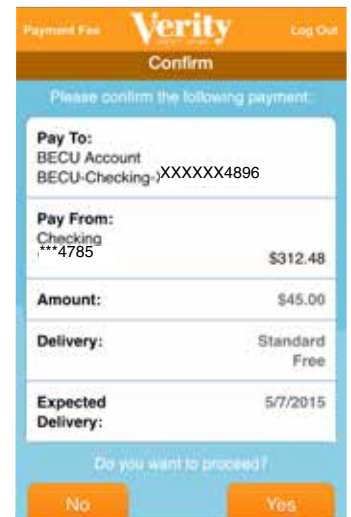 Payment Fee Verity Log Out
Confirm
Please confirm the following payment:
Pay To:
BECU Account
BECU-Checking-XXXXXX4896
Pay From:
Checking
***4785
$312.48
Amount: $45.00
Delivery: Standard
Free
Expected 5/7/2015
Delivery:
Do you want to proceed?
No Yes